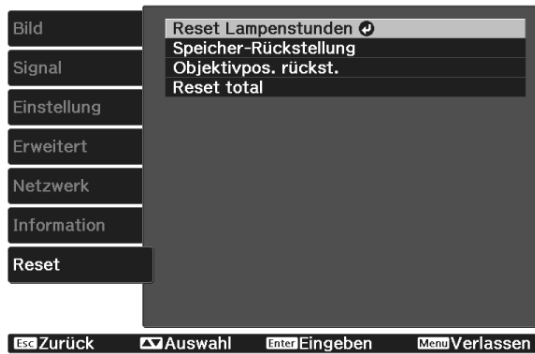 Bild
Signal
Einstellung
Erweitert
Netzwerk
Information
Reset
Reset Lampenstunden
Speicher-Rückstellung
Objektivpos. rückst.
Reset total
Esc Zurück Auswahl Enter Eingeben Menu Verlassen